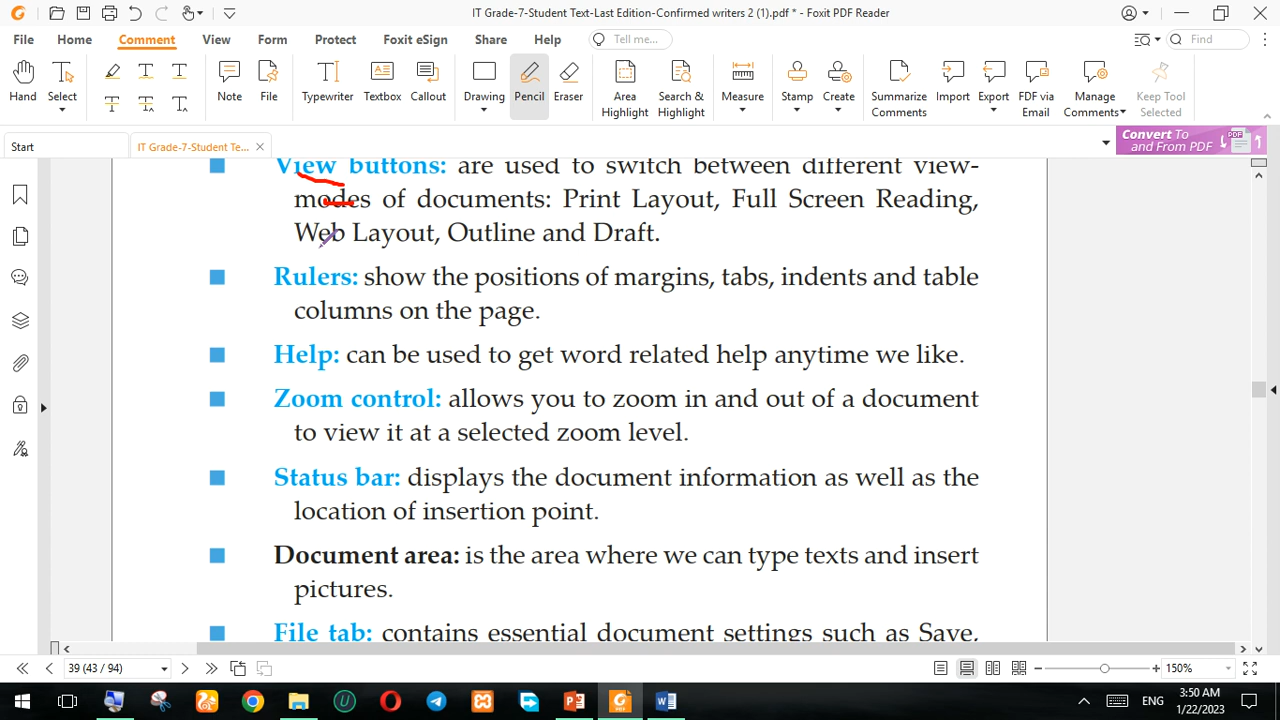 IT Grade-7-Student Text-Last Edition-Confirmed writers 2 (1).pdf * - Foxit PDF Reader
File Home Comment View Form Protect Foxit eSign Share Help Tell me... Find
Hand Select Note File Typewriter Textbox Callout Drawing Pencil Eraser Area Highlight Search & Highlight Measure Stamp Create Summarize Comments Import Export FDF via Email Manage Comments Keep Tool Selected
Start IT Grade-7-Student Te... Convert To and From PDF
View buttons: are used to switch between different view-
modes of documents: Print Layout, Full Screen Reading,
Web Layout, Outline and Draft.
Rulers: show the positions of margins, tabs, indents and table
columns on the page.
Help: can be used to get word related help anytime we like.
Zoom control: allows you to zoom in and out of a document
to view it at a selected zoom level.
Status bar: displays the document information as well as the
location of insertion point.
Document area: is the area where we can type texts and insert
pictures.
File tab: contains essential document settings such as Save,
39 (43 / 94) 150%
ENG 3:50 AM
1/22/2023